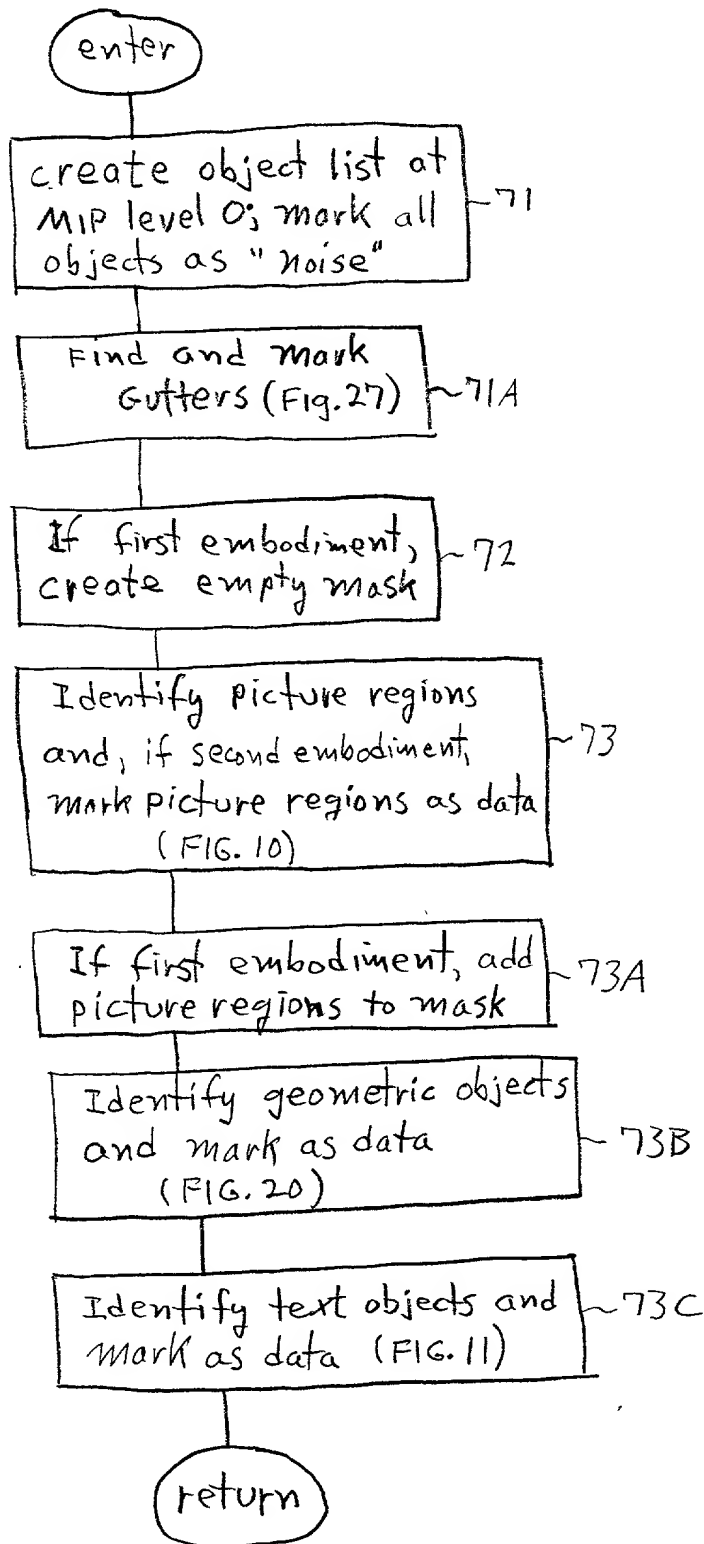 enter
create object list at
MIP level 0; mark all
objects as "noise"
71
Find and mark
Gutters (Fig. 27)
71A
If first embodiment,
create empty mask
72
Identify picture regions
and, if second embodiment,
mark picture regions as data
(FIG. 10)
73
If first embodiment, add
picture regions to mask
73A
Identify geometric objects
and mark as data
(FIG. 20)
73B
Identify text objects and
mark as data (FIG. 11)
73C
return